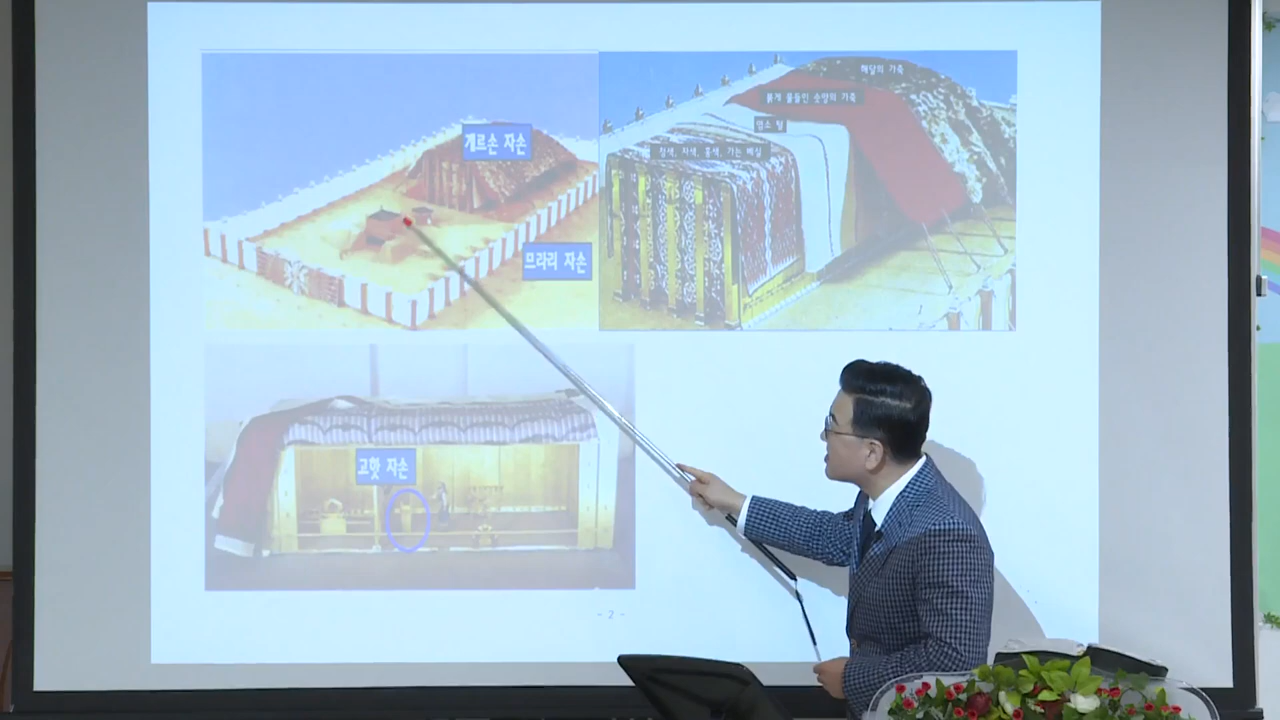 게르손 자손
므라리 자손
해달의 가죽
붉게 물들인 숫양의 가죽
염소 털
청색, 자색, 홍색, 가는 베실
고핫 자손
- 2 -